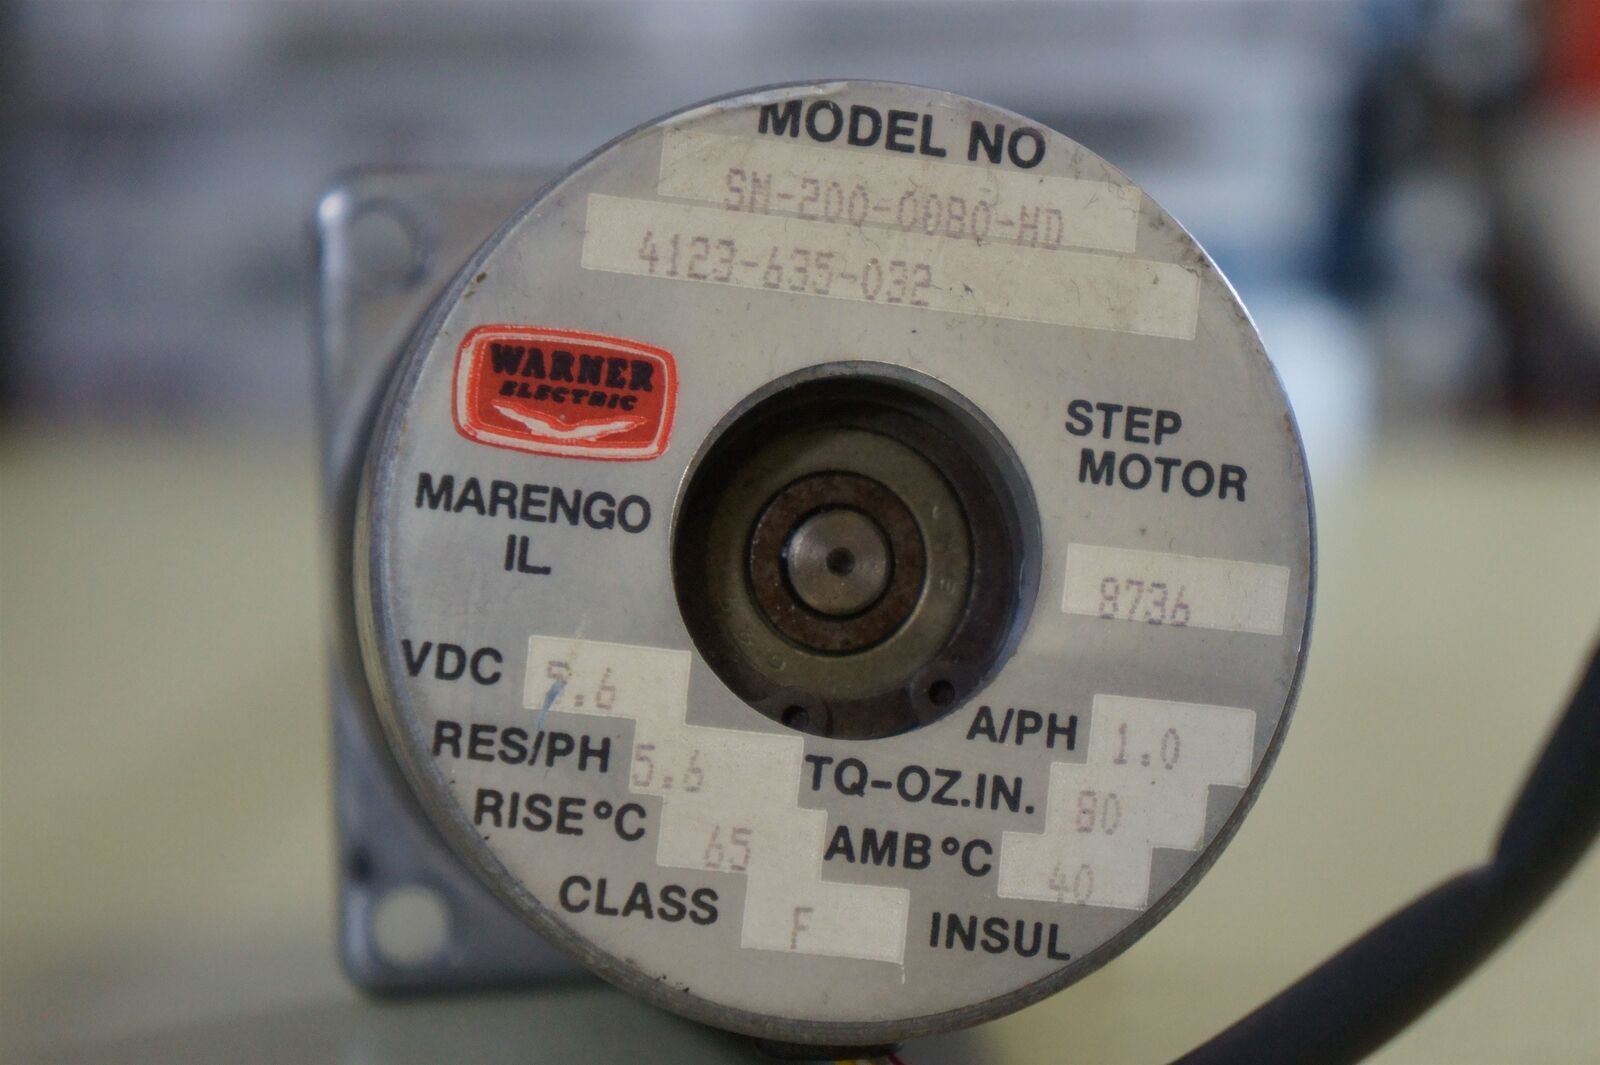 MODEL NO
SM-200-0080-HD
4123-635-032
WARNER
ELECTRIC
MARENGO
IL.
STEP
MOTOR
8736
VDC
RES/PH 5.6
RISE°C 65
CLASS F INSUL
A/PH 1.0
TQ-OZ.IN. 80
AMB°C 40